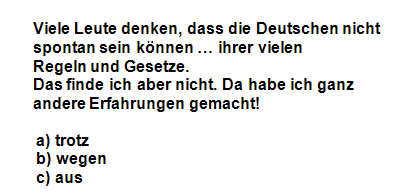 Viele Leute denken, dass die Deutschen nicht
spontan sein können … ihrer vielen
Regeln und Gesetze.
Das finde ich aber nicht. Da habe ich ganz
andere Erfahrungen gemacht!
a) trotz
b) wegen
c) aus